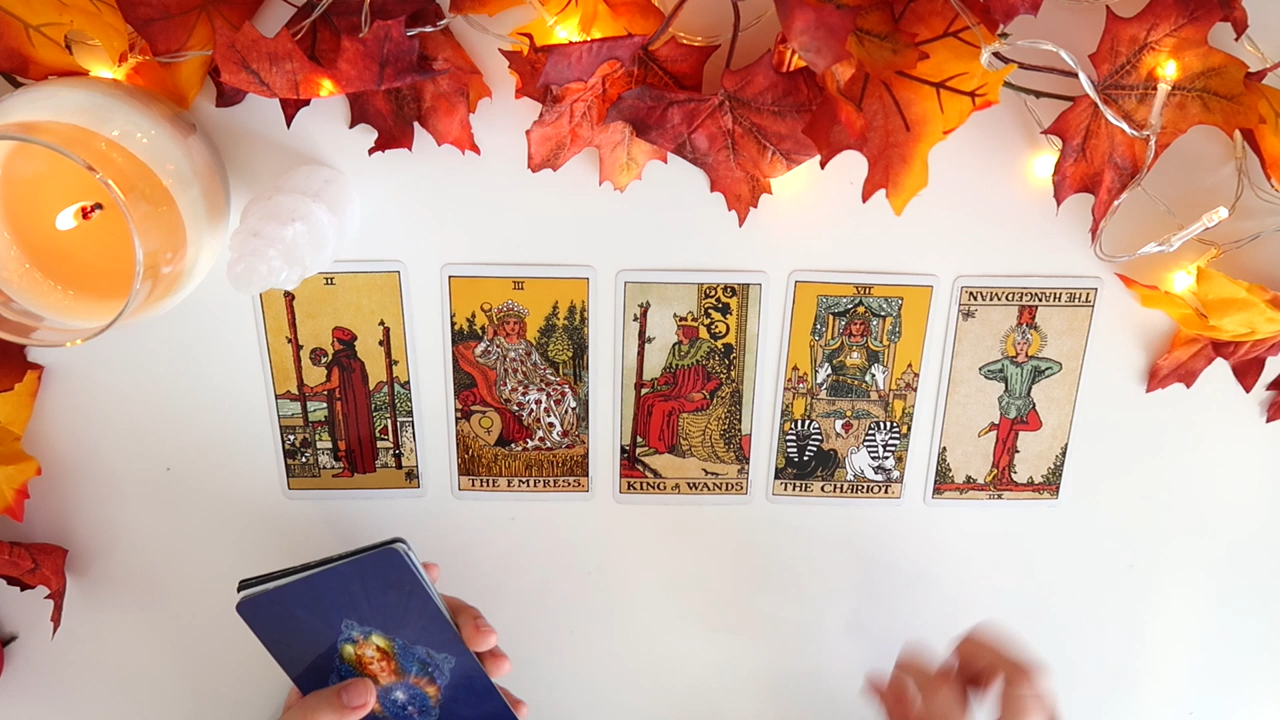 II
III
THE EMPRESS.
KING of WANDS
VII
THE CHARIOT.
THE HANGED MAN.
XII